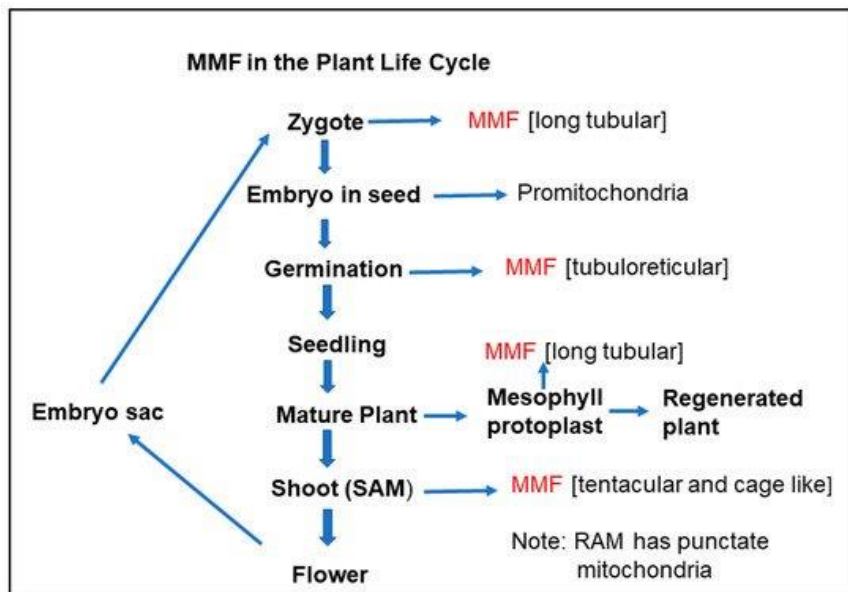 MMF in the Plant Life Cycle
Zygote
MMF [long tubular]
Embryo in seed
Promitochondria
Germination
MMF [tubuloreticular]
Seedling
MMF [long tubular]
Embryo sac
Mature Plant
Mesophyll
protoplast
Regenerated
plant
Shoot (SAM)
MMF [tentacular and cage like]
Flower
Note: RAM has punctate
mitochondria